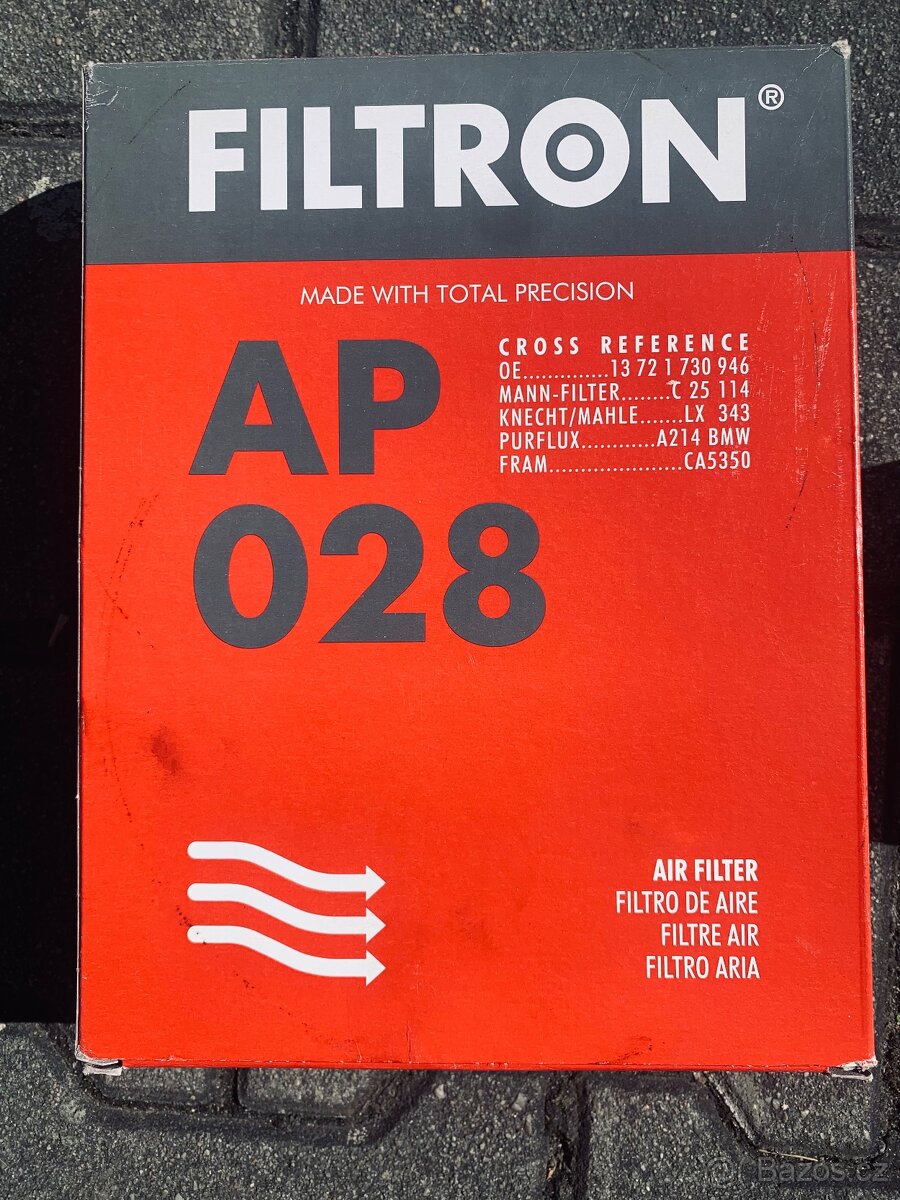 FILTRON®
MADE WITH TOTAL PRECISION
AP
028
CROSS REFERENCE
OE..............13 72 1 730 946
MANN-FILTER........C 25 114
KNECHT/MAHLE.......LX 343
PURFLUX............A214 BMW
FRAM......................CA5350
AIR FILTER
FILTRO DE AIRE
FILTRE AIR
FILTRO ARIA
© Bazos.cz